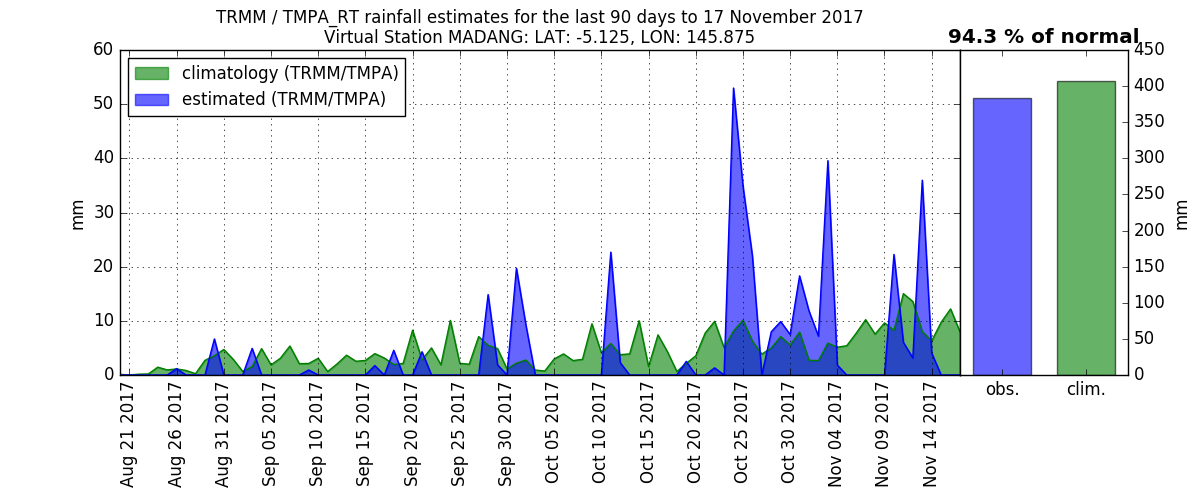 TRMM / TMPA_RT rainfall estimates for the last 90 days to 17 November 2017
Virtual Station MADANG: LAT: -5.125, LON: 145.875
94.3 % of normal
climatology (TRMM/TMPA)
estimated (TRMM/TMPA)
60
50
40
30
20
10
0
mm
Aug 21 2017
Aug 26 2017
Aug 31 2017
Sep 05 2017
Sep 10 2017
Sep 15 2017
Sep 20 2017
Sep 25 2017
Sep 30 2017
Oct 05 2017
Oct 10 2017
Oct 15 2017
Oct 20 2017
Oct 25 2017
Oct 30 2017
Nov 04 2017
Nov 09 2017
Nov 14 2017
obs.
clim.
450
400
350
300
250
200
150
100
50
0
mm